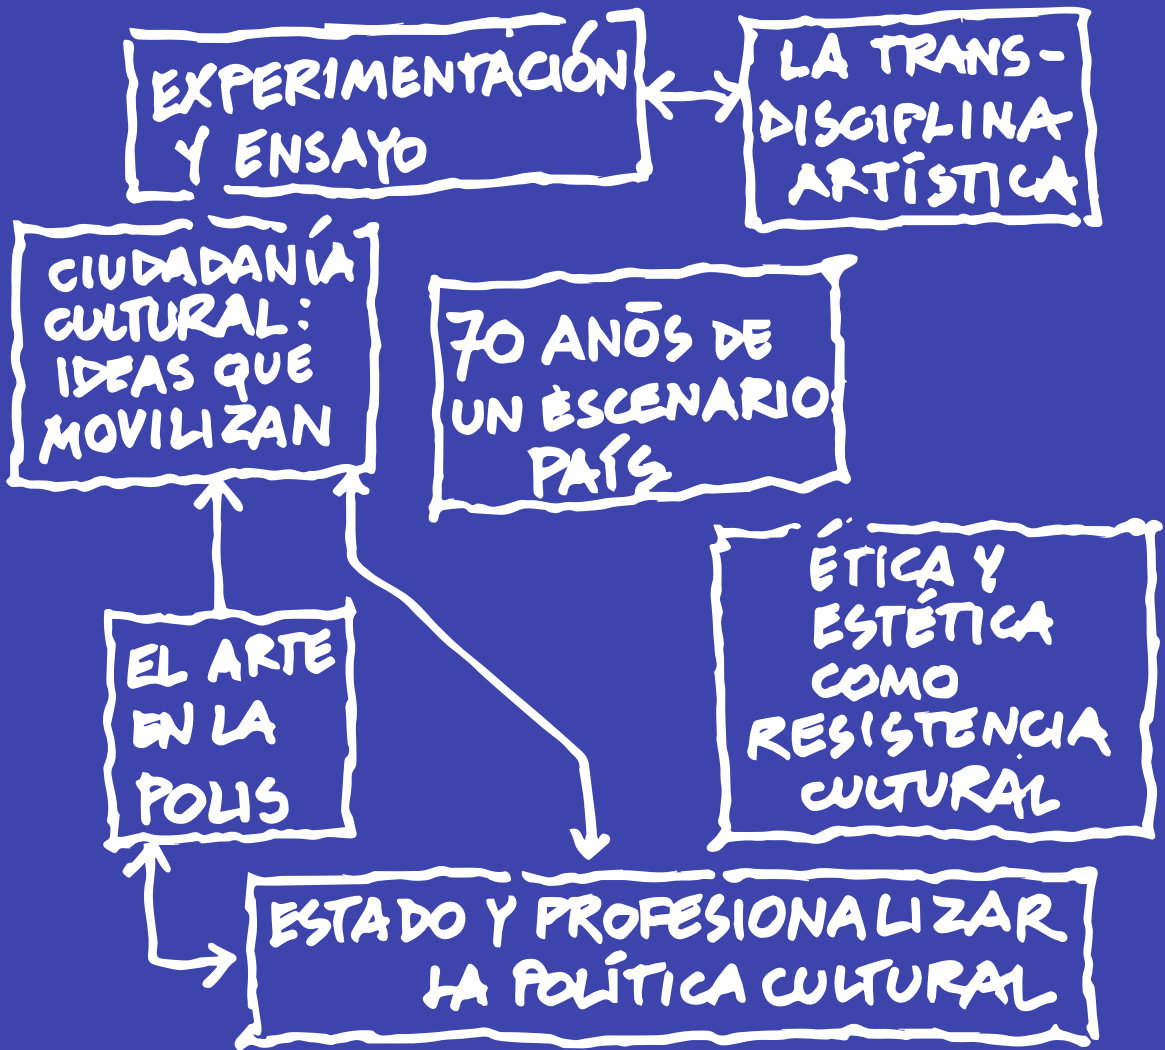 EXPERIMENTACIÓN
Y ENSAYO
LA TRANS-
DISCIPLINA
ARTÍSTICA
CIUDADANÍA
CULTURAL:
IDEAS QUE
MOVILIZAN
70 AÑOS DE
UN ESCENARIO
PAÍS
ÉTICA Y
ESTÉTICA
COMO
RESISTENCIA
CULTURAL
EL ARTE
EN LA
POLIS
ESTADO Y PROFESIONALIZAR
LA POLÍTICA CULTURAL